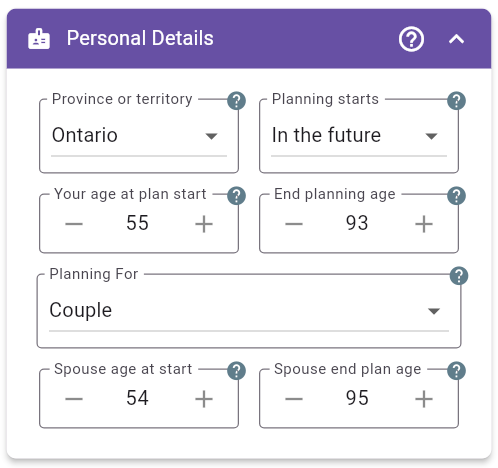 Personal Details ?
Province or territory ? Planning starts ?
Ontario In the future
Your age at plan start ? End planning age ?
— 55 + — 93 +
Planning For ?
Couple
Spouse age at start ? Spouse end plan age ?
— 54 + — 95 +